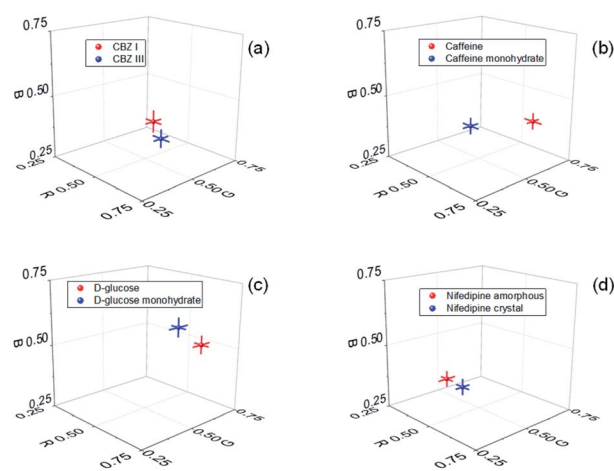 (a)
CBZ I
CBZ III
0.75
0.50
0.25
B
0.25
R 0.50
0.75
0.25
0.50 G
0.75
(b)
Caffeine
Caffeine monohydrate
0.75
0.50
0.25
B
0.25
R 0.50
0.75
0.25
0.50 G
0.75
(c)
D-glucose
D-glucose monohydrate
0.75
0.50
0.25
B
0.25
R 0.50
0.75
0.25
0.50 G
0.75
(d)
Nifedipine amorphous
Nifedipine crystal
0.75
0.50
0.25
B
0.25
R 0.50
0.75
0.25
0.50 G
0.75